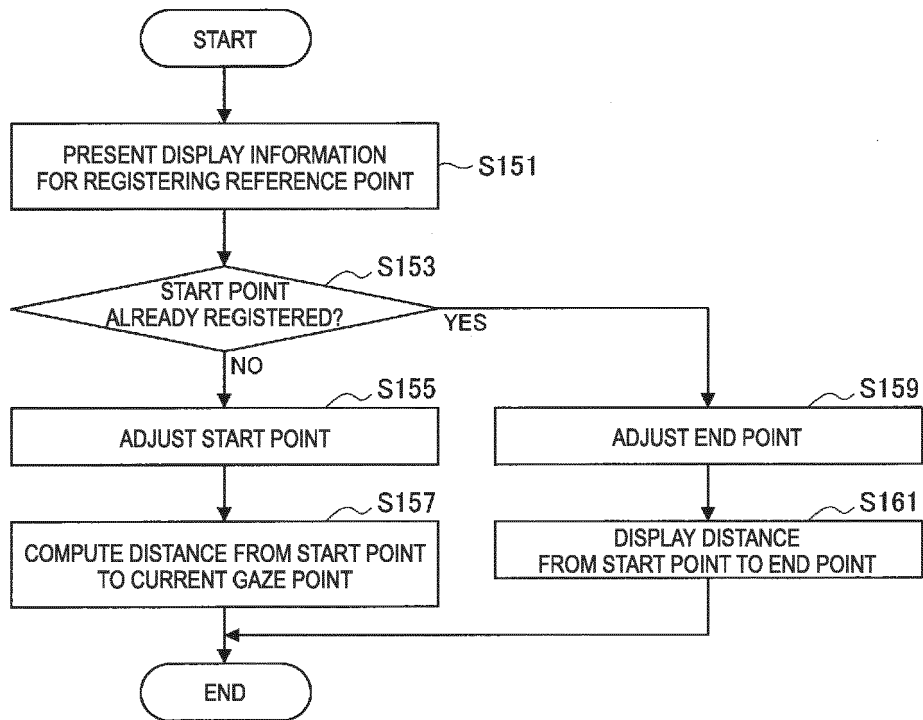 START
PRESENT DISPLAY INFORMATION
FOR REGISTERING REFERENCE POINT
S151
S153
START POINT
ALREADY REGISTERED?
YES
NO
S155
ADJUST START POINT
S159
ADJUST END POINT
S157
COMPUTE DISTANCE FROM START POINT
TO CURRENT GAZE POINT
S161
DISPLAY DISTANCE
FROM START POINT TO END POINT
END